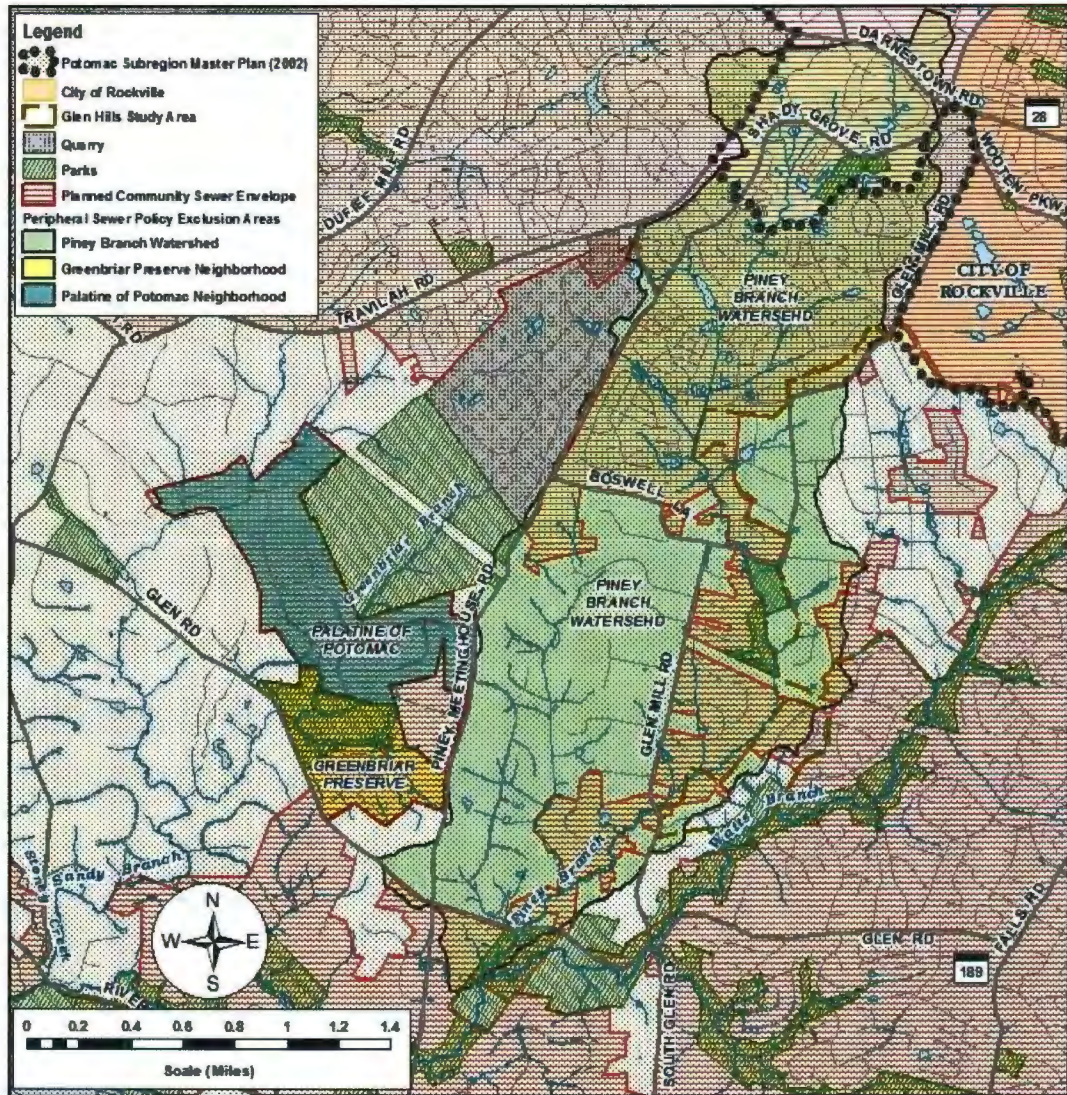 Legend
Potomac Subregion Master Plan (2002)
City of Rockville
Glen Hills Study Area
Quarry
Parks
Planned Community Sewer Envelope
Peripheral Sewer Policy Exclusion Areas
Piney Branch Watershed
Greenbriar Preserve Neighborhood
Palatine of Potomac Neighborhood
DARNESTOWN RD
28
SHADY GROVE RD
WOOTEN PKWY
DUFIEF MILL RD
GLEN MILL RD
CITY OF
ROCKVILLE
TRAVILAH RD
PINEY
BRANCH
WATERSEHD
RD
BOSWELL LA
Greenbriar Branch
GLEN RD
PINEY
BRANCH
WATERSEHD
PALATINE OF
POTOMAC
PINEY MEETINGHOUSE RD
GLEN MILL RD
GREENBRIAR
PRESERVE
Watts Branch
Sandy Branch
Piney Branch
N
W
E
S
GLEN RD
FALLS RD
189
RIVER
SOUTH GLEN RD
0 0.2 0.4 0.6 0.8 1 1.2 1.4
Scale (Miles)